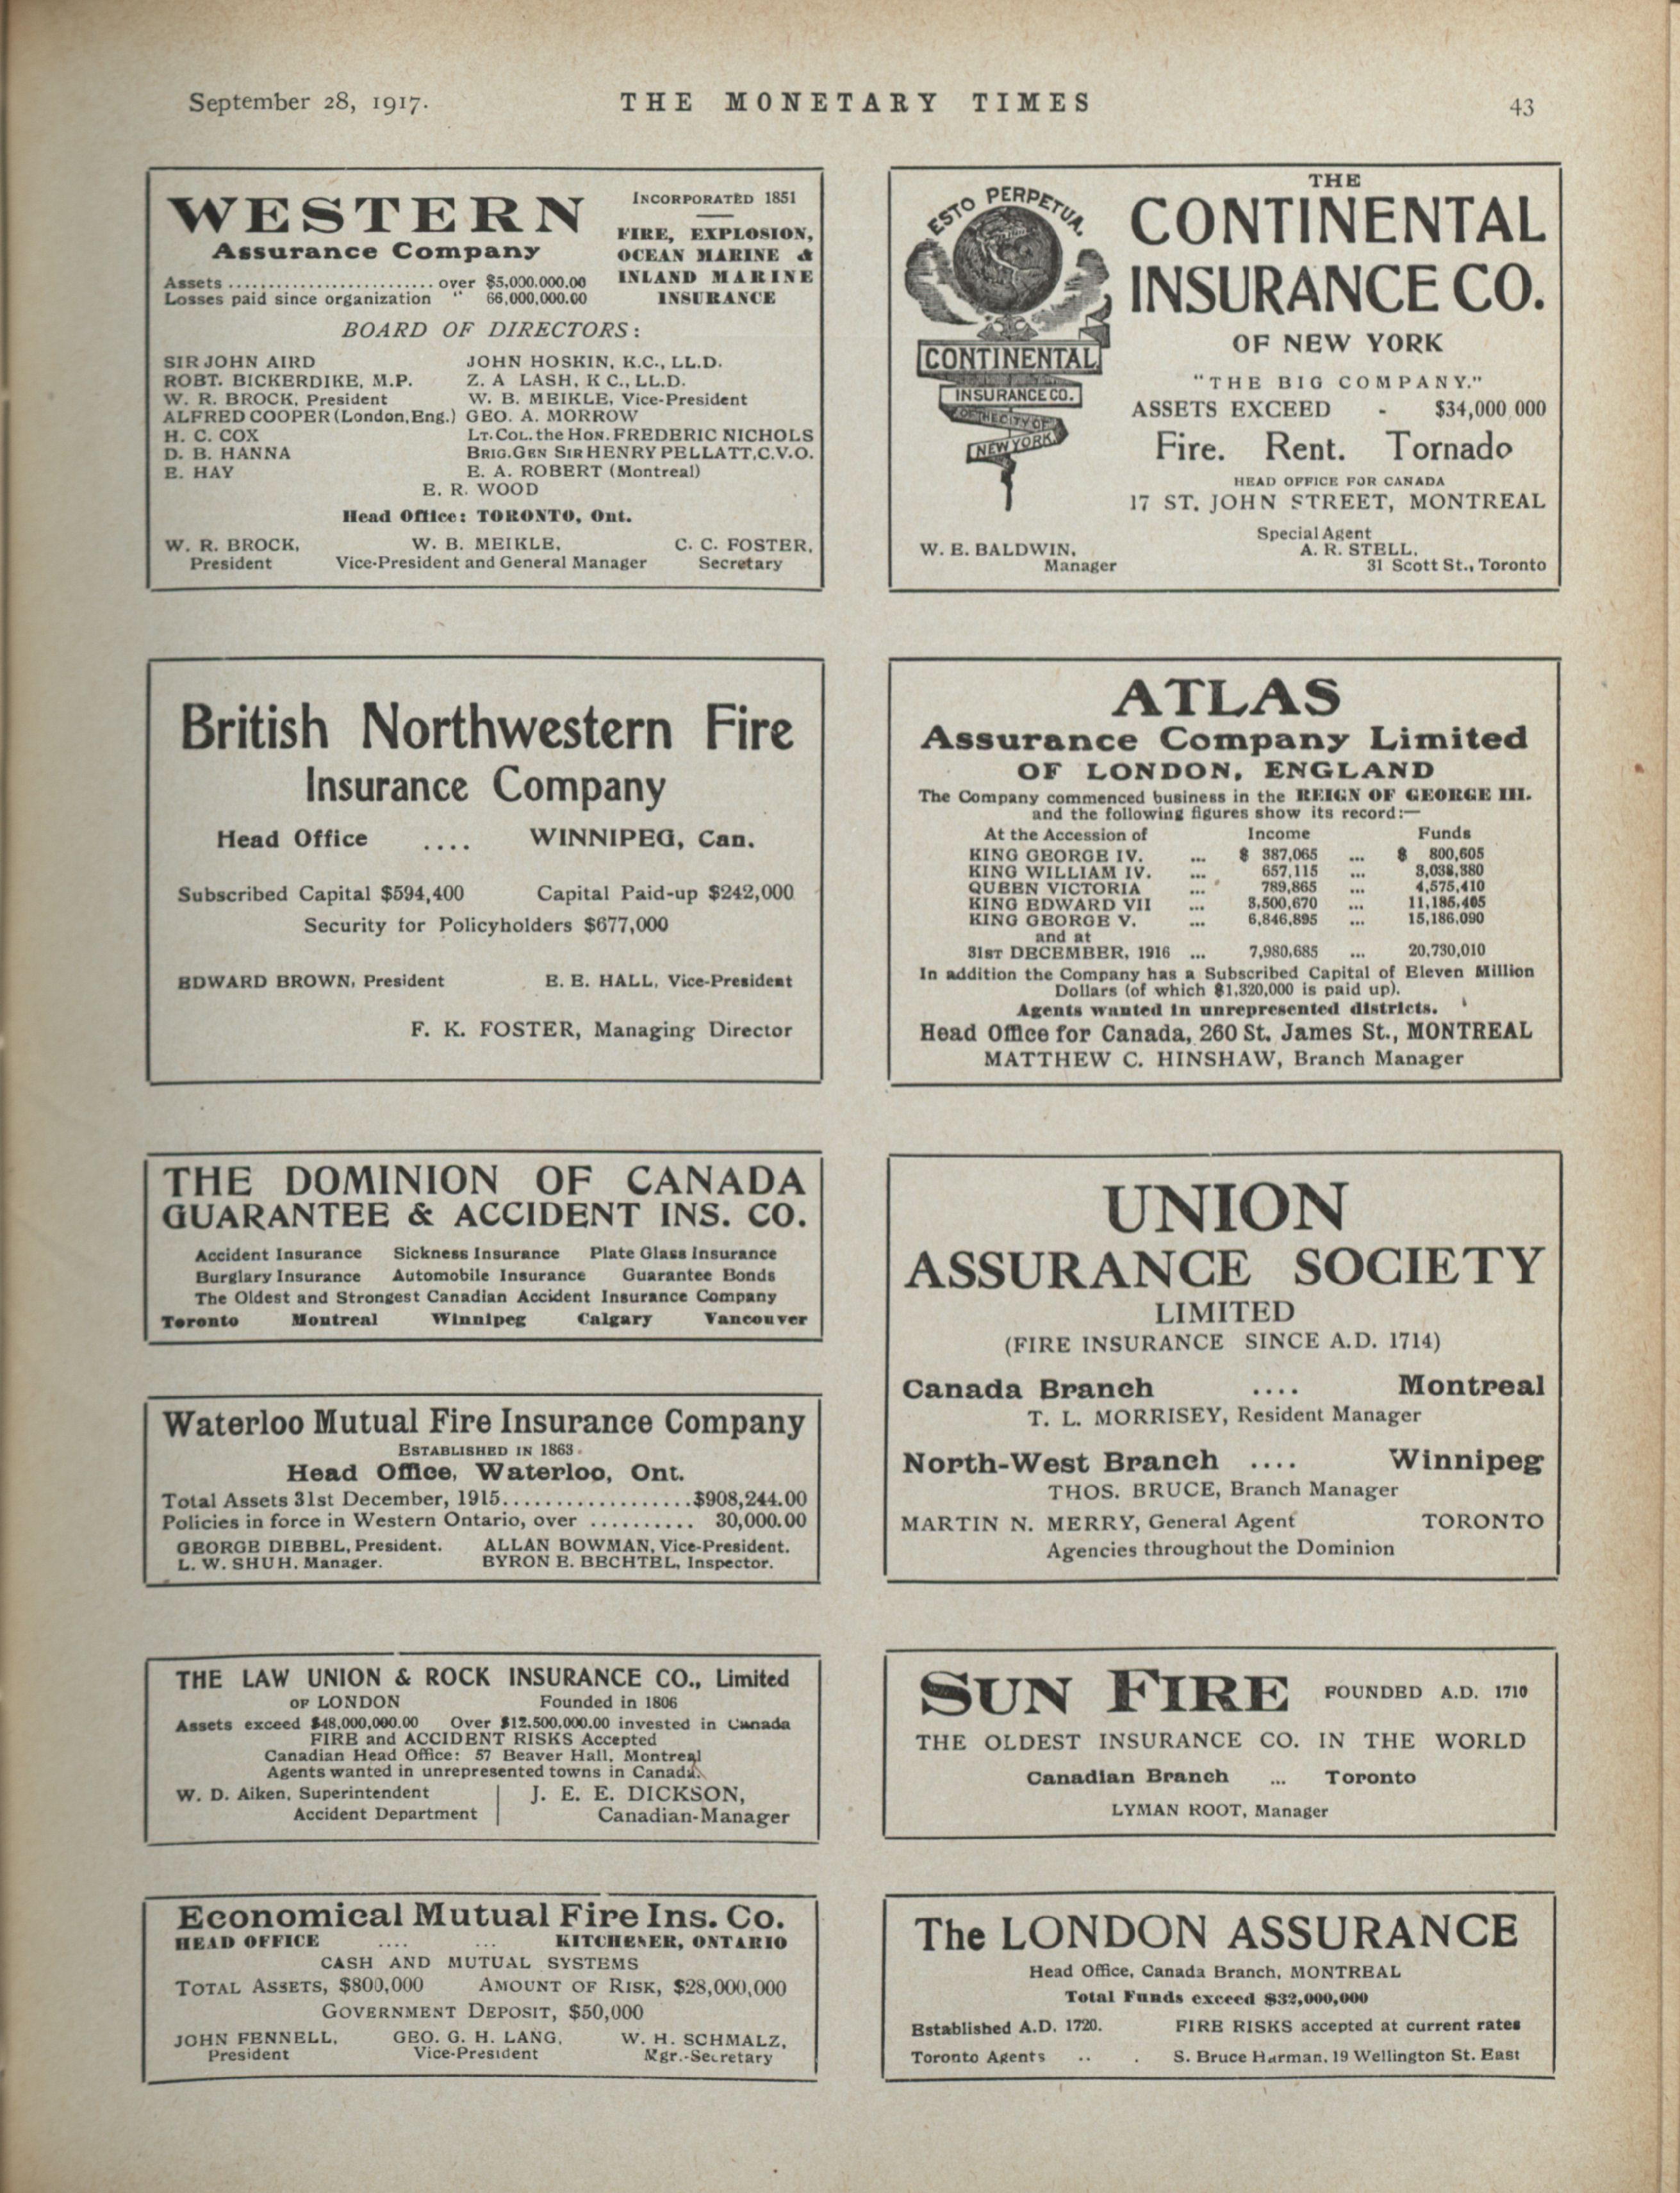 September 28, 1917.
THE MONETARY TIMES
43
WESTERN
Assurance Company
INCORPORATED 1851
FIRE, EXPLOSION,
OCEAN MARINE &
INLAND MARINE
INSURANCE
Assets .......................... over $5,000.000.00
Losses paid since organization " 66,000,000.00
BOARD OF DIRECTORS:
SIR JOHN AIRD JOHN HOSKIN, K.C., LL.D.
ROBT. BICKERDIKE, M.P. Z. A LASH, K C., LL.D.
W. R. BROCK, President W. B. MEIKLE, Vice-President
ALFRED COOPER (London, Eng.) GEO. A. MORROW
H. C. COX LT. COL. the HON. FREDERIC NICHOLS
D. B. HANNA BRIG.GEN SIR HENRY PELLATT, C.V.O.
E. HAY E. A. ROBERT (Montreal)
E. R. WOOD
Head Office: TORONTO, Ont.
W. R. BROCK, W. B. MEIKLE, C. C. FOSTER,
President Vice-President and General Manager Secretary
British Northwestern Fire
Insurance Company
Head Office .... WINNIPEG, Can.
Subscribed Capital $594,400 Capital Paid-up $242,000
Security for Policyholders $677,000
EDWARD BROWN, President E. E. HALL, Vice-President
F. K. FOSTER, Managing Director
THE DOMINION OF CANADA
GUARANTEE & ACCIDENT INS. CO.
Accident Insurance Sickness Insurance Plate Glass Insurance
Burglary Insurance Automobile Insurance Guarantee Bonds
The Oldest and Strongest Canadian Accident Insurance Company
Toronto Montreal Winnipeg Calgary Vancouver
Waterloo Mutual Fire Insurance Company
ESTABLISHED IN 1863.
Head Office, Waterloo, Ont.
Total Assets 31st December, 1915..................$908,244.00
Policies in force in Western Ontario, over .......... 30,000.00
GEORGE DIEBEL, President. ALLAN BOWMAN, Vice-President.
L. W. SHUH, Manager. BYRON E. BECHTEL, Inspector.
THE LAW UNION & ROCK INSURANCE CO., Limited
OF LONDON Founded in 1806
Assets exceed $48,000,000.00 Over $12,500,000.00 invested in Canada
FIRE and ACCIDENT RISKS Accepted
Canadian Head Office: 57 Beaver Hall, Montreal
Agents wanted in unrepresented towns in Canada.
W. D. Aiken, Superintendent J. E. E. DICKSON,
Accident Department Canadian-Manager
Economical Mutual Fire Ins. Co.
HEAD OFFICE .... ... KITCHENER, ONTARIO
CASH AND MUTUAL SYSTEMS
TOTAL ASSETS, $800,000 AMOUNT OF RISK, $28,000,000
GOVERNMENT DEPOSIT, $50,000
JOHN FENNELL, GEO. G. H. LANG, W. H. SCHMALZ,
President Vice-President Mgr.-Secretary
ESTO PERPETUA.
CONTINENTAL
INSURANCE CO.
OF THE CITY OF
NEW YORK
THE
CONTINENTAL
INSURANCE CO.
OF NEW YORK
"THE BIG COMPANY."
ASSETS EXCEED - $34,000 000
Fire. Rent. Tornado
HEAD OFFICE FOR CANADA
17 ST. JOHN STREET, MONTREAL
Special Agent
W. E. BALDWIN, A. R. STELL,
Manager 31 Scott St., Toronto
ATLAS
Assurance Company Limited
OF LONDON, ENGLAND
The Company commenced business in the REIGN OF GEORGE III.
and the following figures show its record:—
At the Accession of Income Funds
KING GEORGE IV. ... $ 387,065 ... $ 800,605
KING WILLIAM IV. ... 657,115 ... 3,038,380
QUEEN VICTORIA ... 789,865 ... 4,575,410
KING EDWARD VII ... 3,500,670 ... 11,185,405
KING GEORGE V. ... 6,846,895 ... 15,186,090
and at
31ST DECEMBER, 1916 ... 7,980,685 ... 20,730,010
In addition the Company has a Subscribed Capital of Eleven Million
Dollars (of which $1,320,000 is paid up).
Agents wanted in unrepresented districts.
Head Office for Canada, 260 St. James St., MONTREAL
MATTHEW C. HINSHAW, Branch Manager
UNION
ASSURANCE SOCIETY
LIMITED
(FIRE INSURANCE SINCE A.D. 1714)
Canada Branch .... Montreal
T. L. MORRISEY, Resident Manager
North-West Branch .... Winnipeg
THOS. BRUCE, Branch Manager
MARTIN N. MERRY, General Agent TORONTO
Agencies throughout the Dominion
SUN FIRE FOUNDED A.D. 1710
THE OLDEST INSURANCE CO. IN THE WORLD
Canadian Branch ... Toronto
LYMAN ROOT, Manager
The LONDON ASSURANCE
Head Office, Canada Branch, MONTREAL
Total Funds exceed $32,000,000
Established A.D. 1720. FIRE RISKS accepted at current rates
Toronto Agents .. . S. Bruce Harman, 19 Wellington St. East